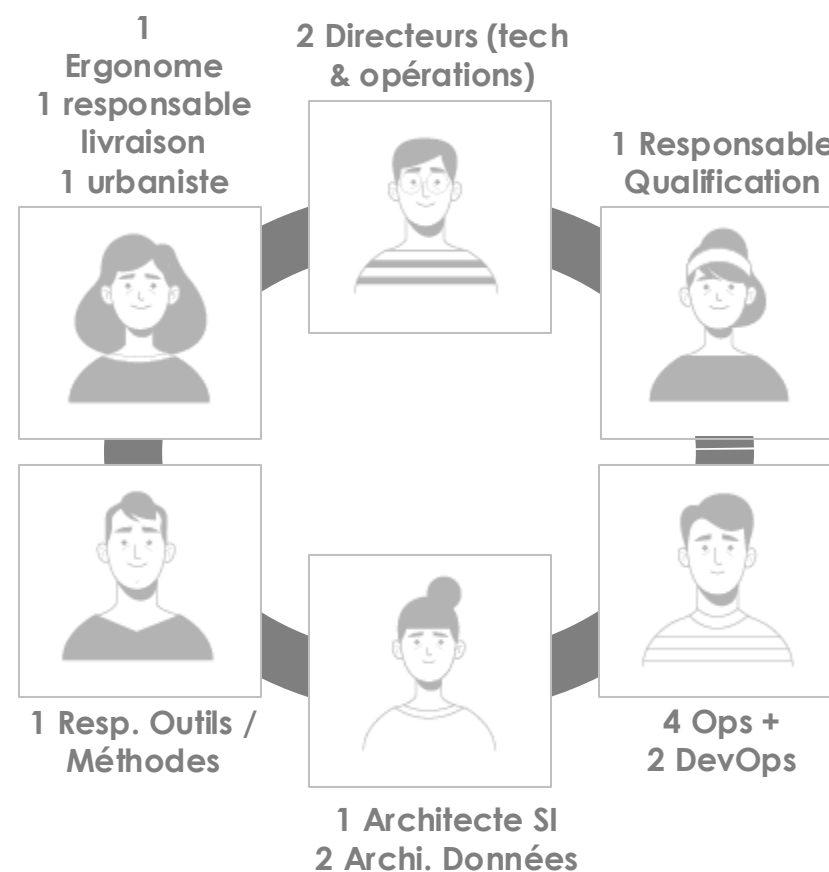 1
Ergonome
1 responsable
livraison
1 urbaniste
2 Directeurs (tech
& opérations)
1 Responsable
Qualification
1 Resp. Outils /
Méthodes
1 Architecte SI
2 Archi. Données
4 Ops +
2 DevOps